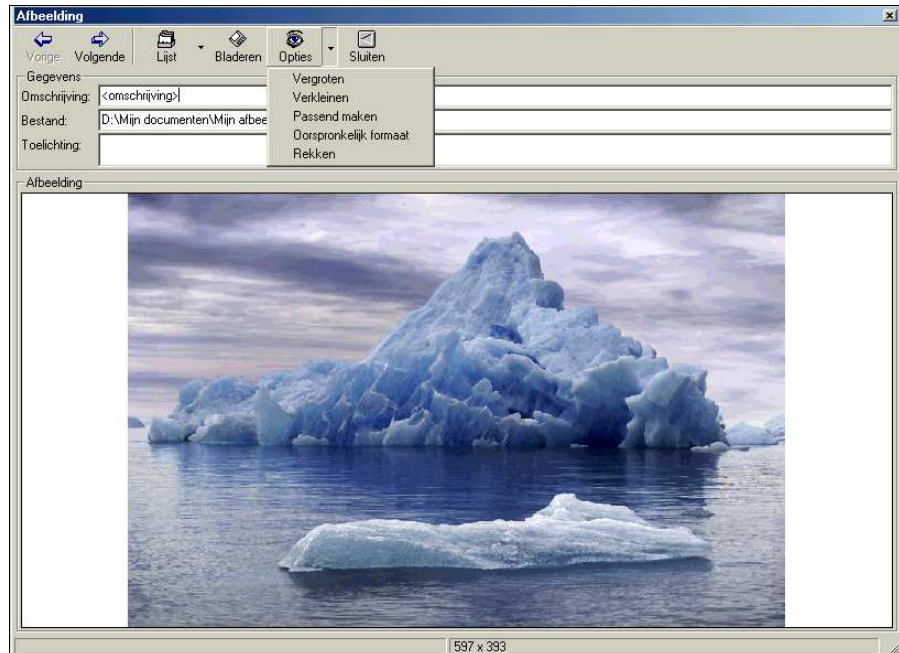 Afbeelding
Vorige Volgende Lijst Bladeren Opties Sluiten
Vergroten
Verkleinen
Passend maken
Oorspronkelijk formaat
Rekken
Gegevens
Omschrijving: <omschrijving>
Bestand: D:\Mijn documenten\Mijn afbee
Toelichting:
Afbeelding
597 x 393